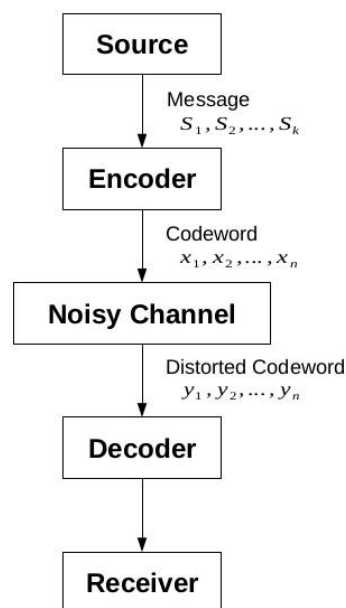 Source
Message
S₁, S₂, ..., Sₖ
Encoder
Codeword
x₁, x₂, ..., xₙ
Noisy Channel
Distorted Codeword
y₁, y₂, ..., yₙ
Decoder
Receiver